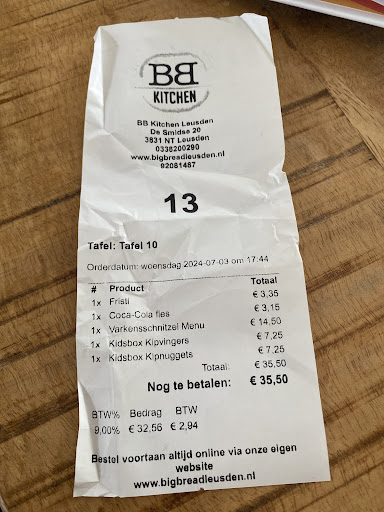 BB
KITCHEN
BB Kitchen Leusden
De Smidse 20
3831 NT Leusden
0338200290
www.bigbreadleusden.nl
92061457
13
Tafel: Tafel 10
Orderdatum: woensdag 2024-07-03 om 17:44
# Product Totaal
1x Fristi € 3,35
1x Coca-Cola fles € 3,15
1x Varkensschnitzel Menu € 14,50
1x Kidsbox Kipvingers € 7,25
1x Kidsbox Kipnuggets € 7,25
Totaal: € 35,50
Nog te betalen: € 35,50
BTW% Bedrag BTW
9,00% € 32,56 € 2,94
Bestel voortaan altijd online via onze eigen
website
www.bigbreadleusden.nl